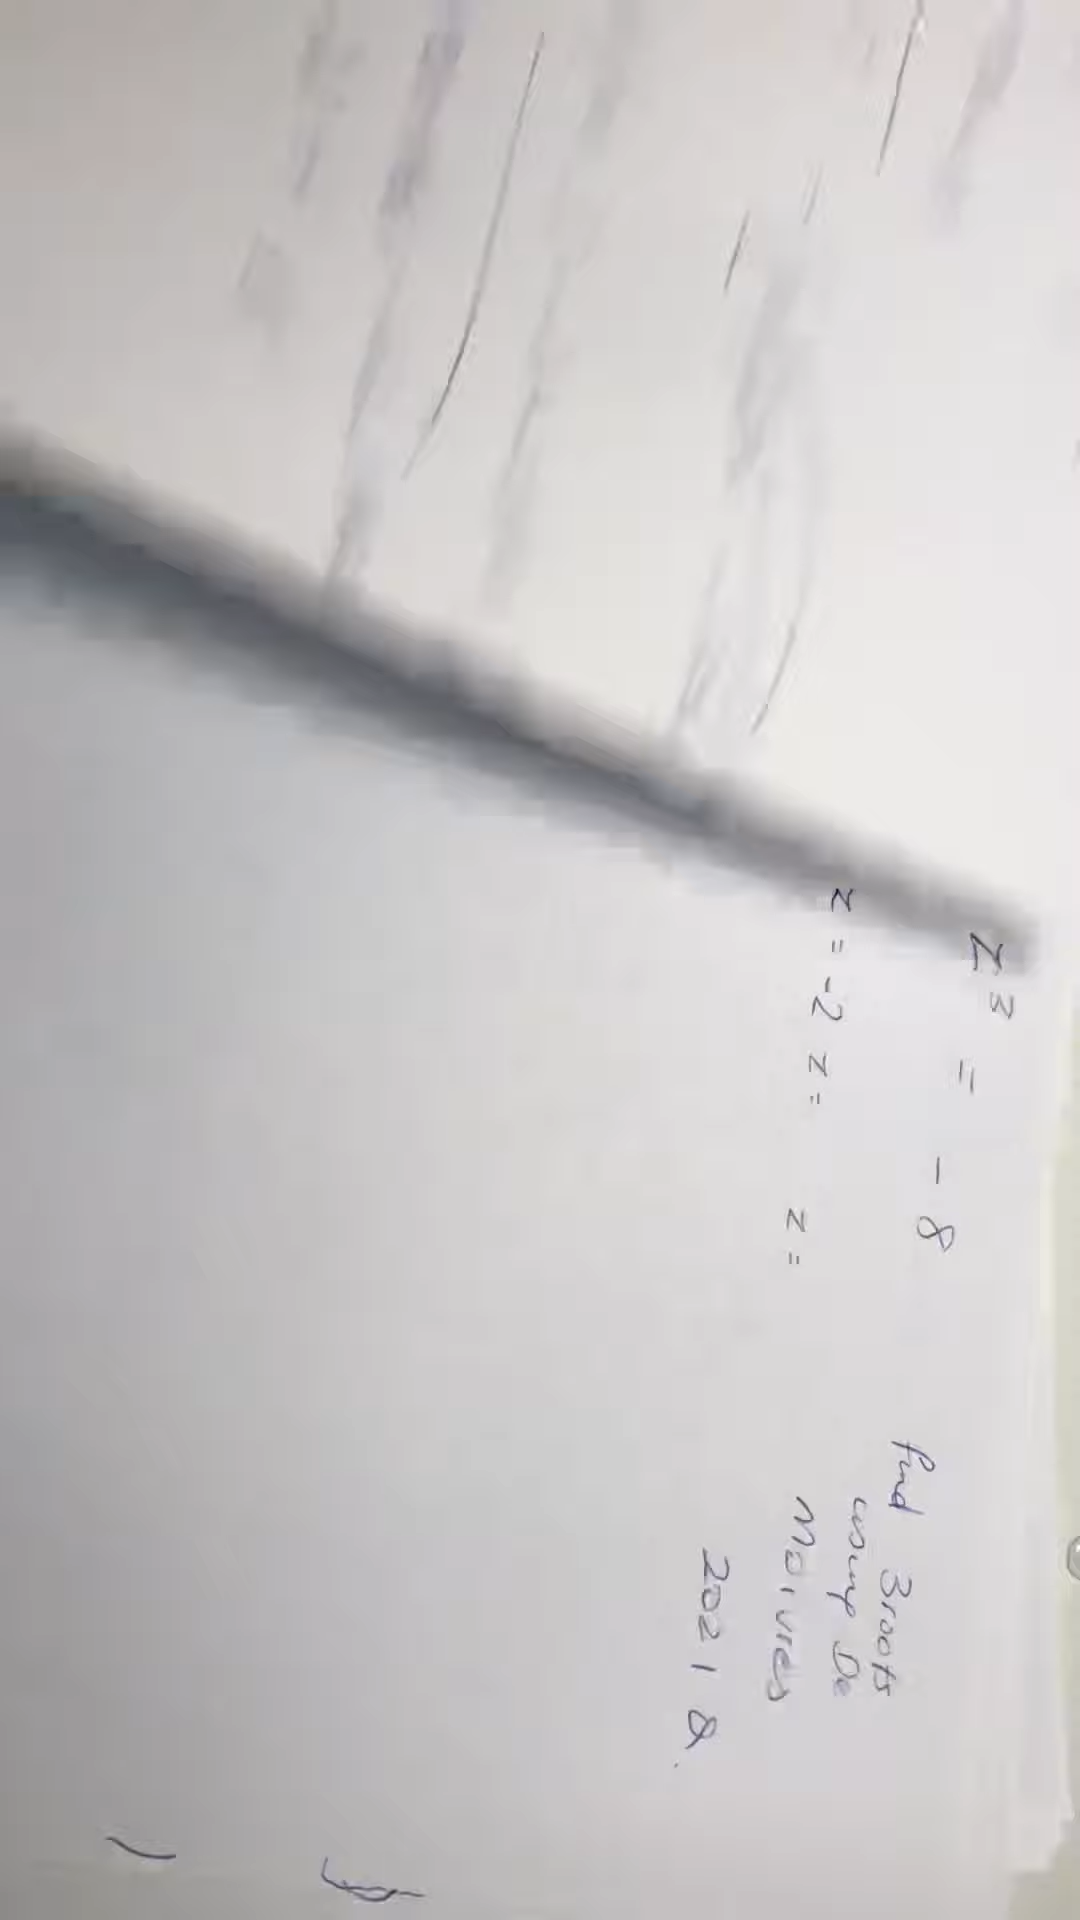 z³ = - 8
z = -2 z = z =
find 3 roots
using De
Moivres
2021 Q.